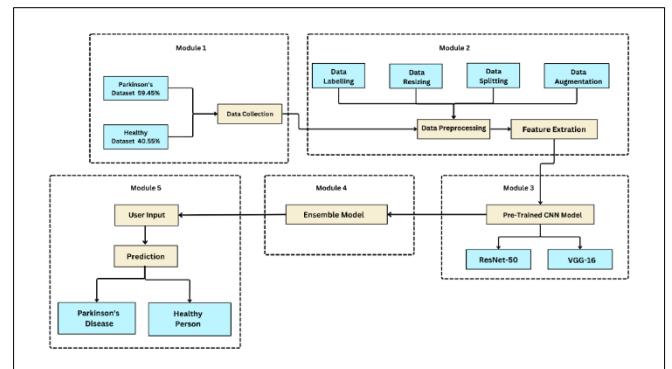 Module 1
Parkinson's
Dataset 59.45%
Healthy
Dataset 40.55%
Data Collection
Module 2
Data
Labelling
Data
Resizing
Data
Splitting
Data
Augmentation
Data Preprocessing
Feature Extration
Module 3
Pre-Trained CNN Model
ResNet-50
VGG-16
Module 4
Ensemble Model
Module 5
User Input
Prediction
Parkinson's
Disease
Healthy
Person